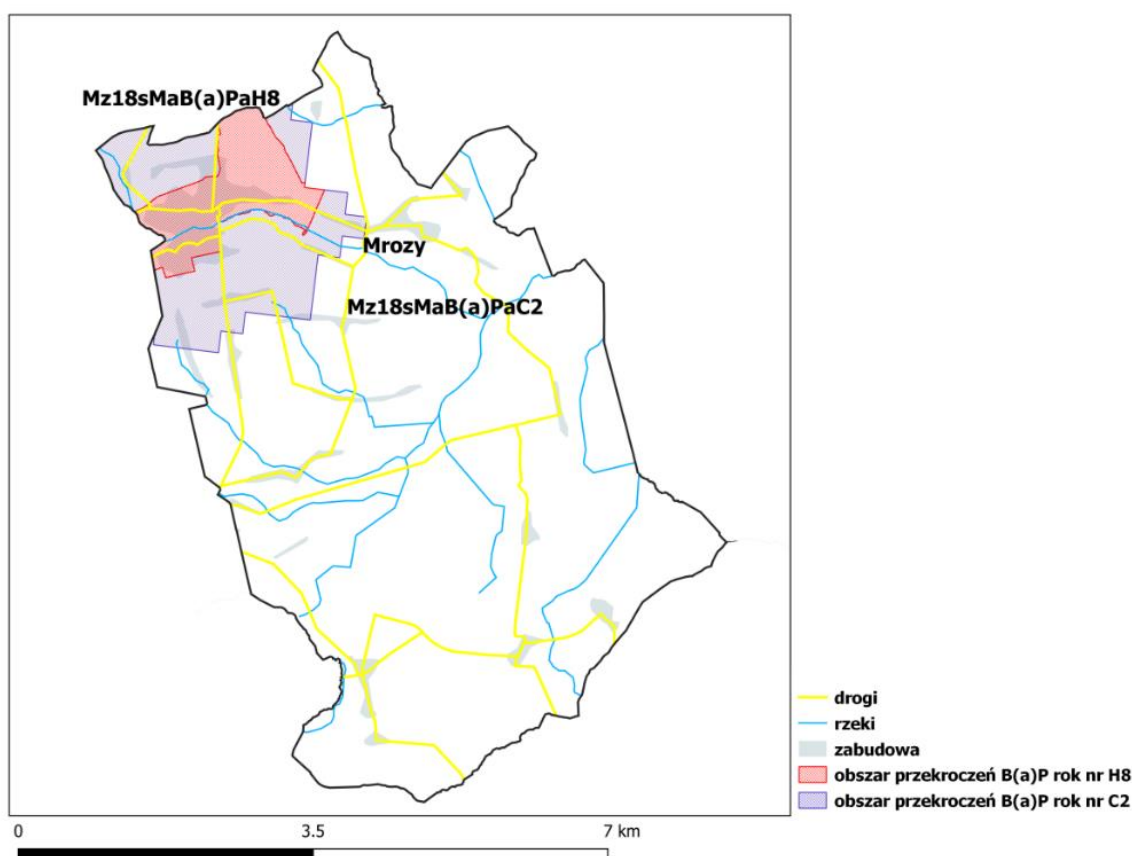 Mz18sMaB(a)PaH8
Mrozy
Mz18sMaB(a)PaC2
drogi
rzeki
zabudowa
obszar przekroczeń B(a)P rok nr H8
obszar przekroczeń B(a)P rok nr C2
0 3.5 7 km